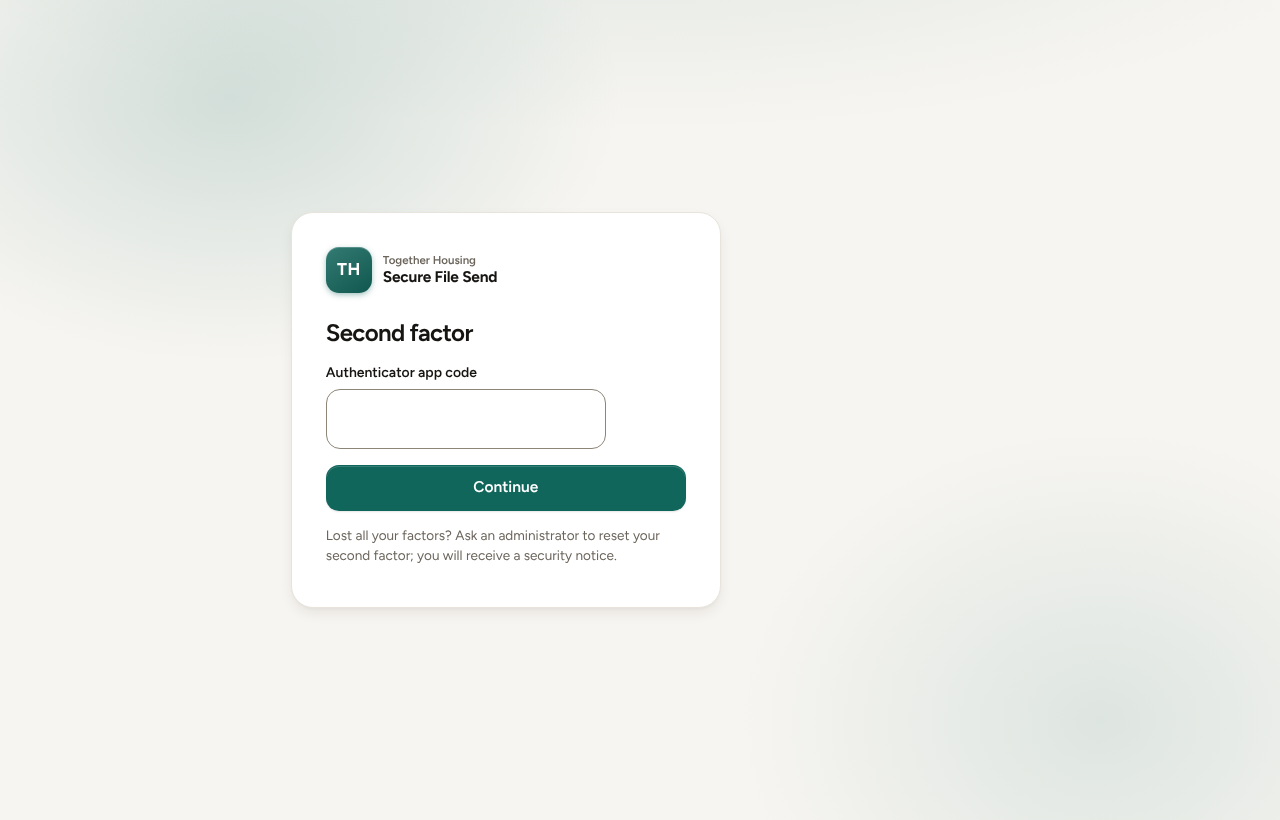 TH
Together Housing
Secure File Send
Second factor
Authenticator app code
Continue
Lost all your factors? Ask an administrator to reset your
second factor; you will receive a security notice.